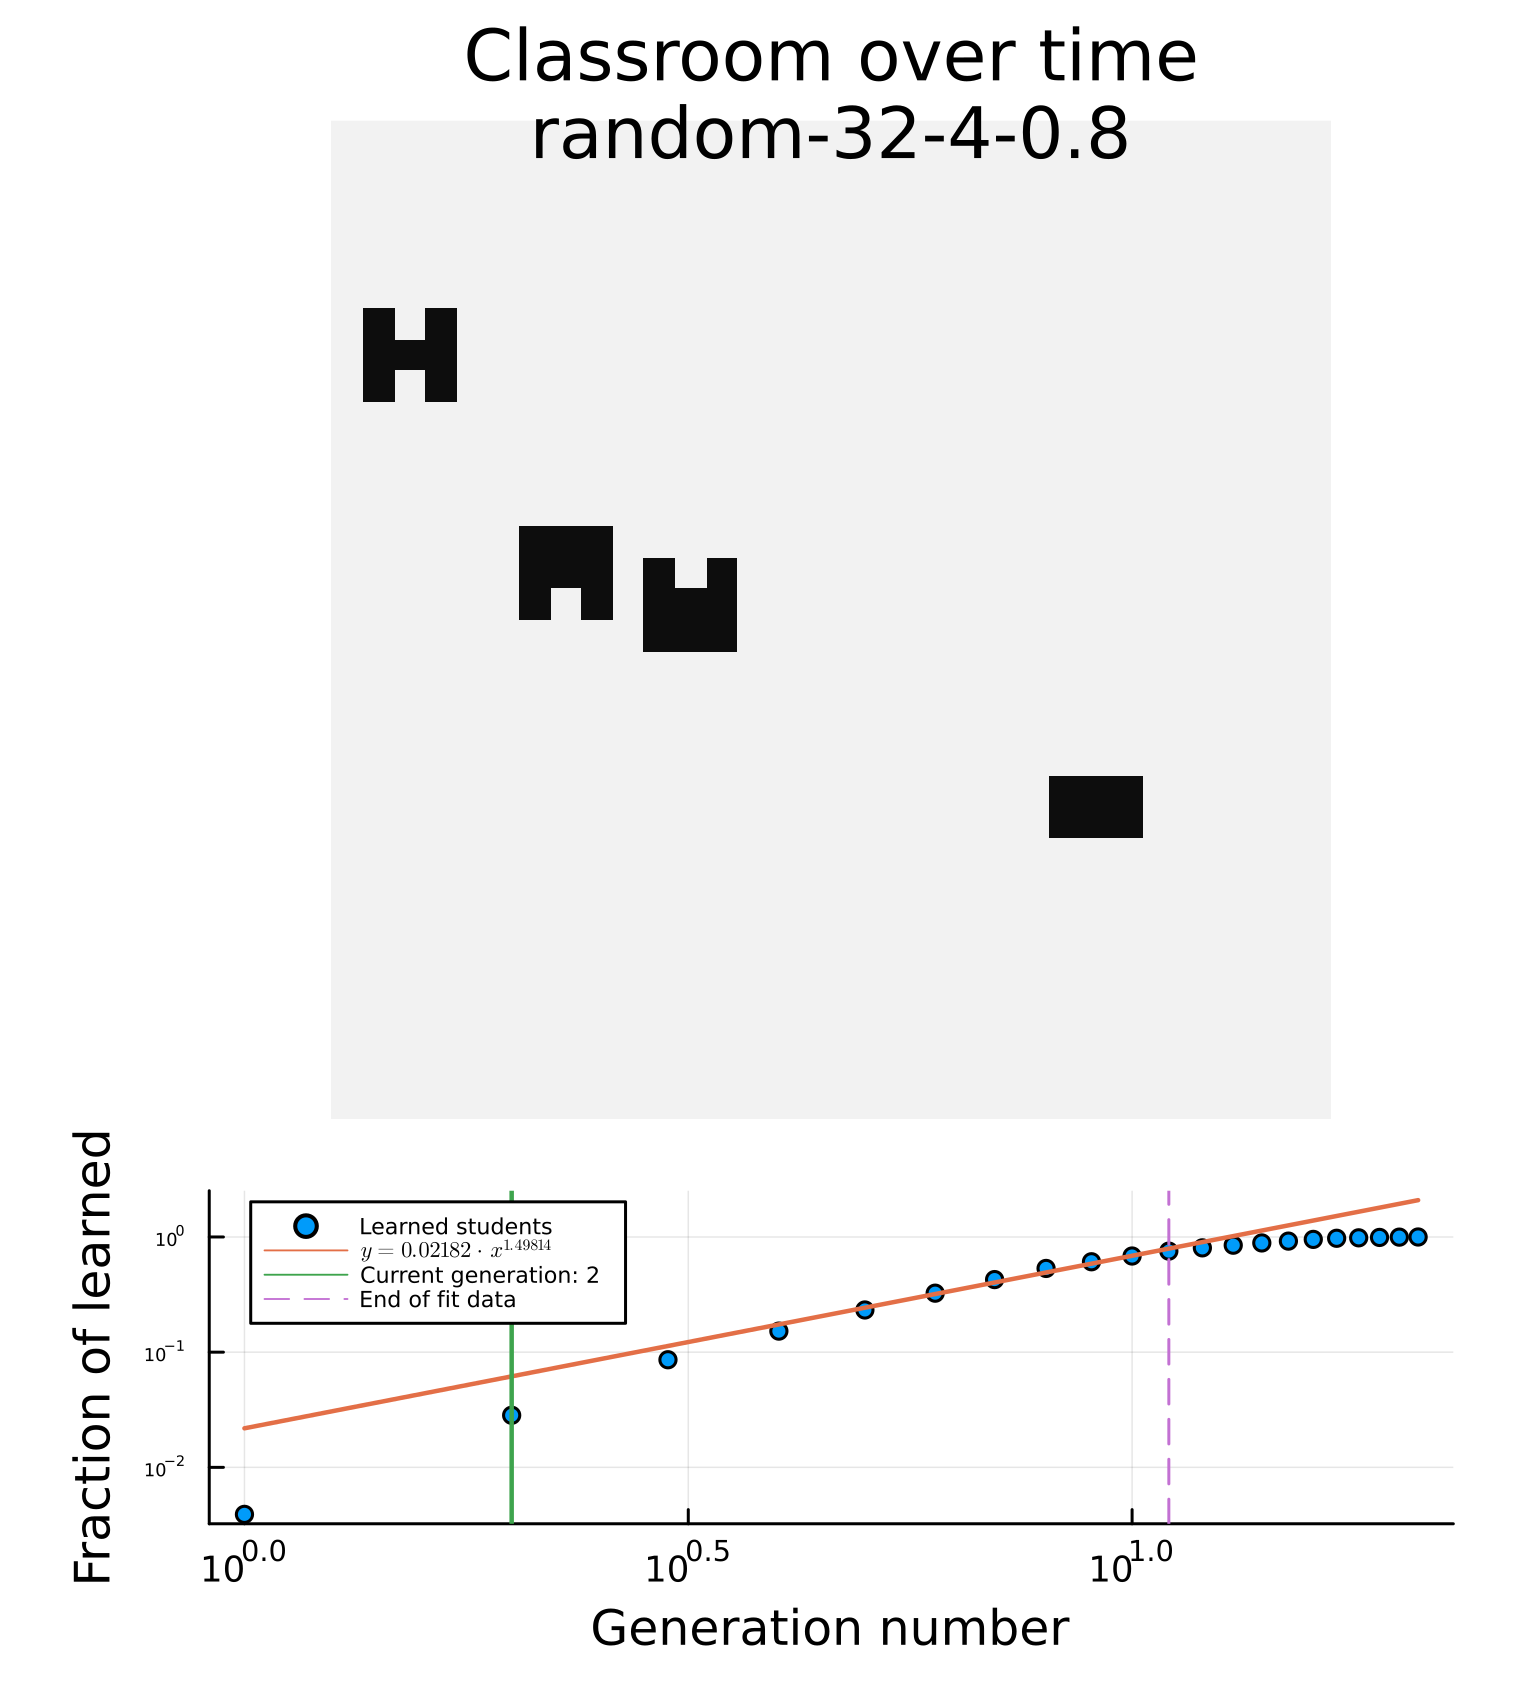 Classroom over time
random-32-4-0.8
Fraction of learned
10⁰
10⁻¹
10⁻²
Learned students
y = 0.02182 · x^1.49814
Current generation: 2
End of fit data
10^0.0
10^0.5
10^1.0
Generation number